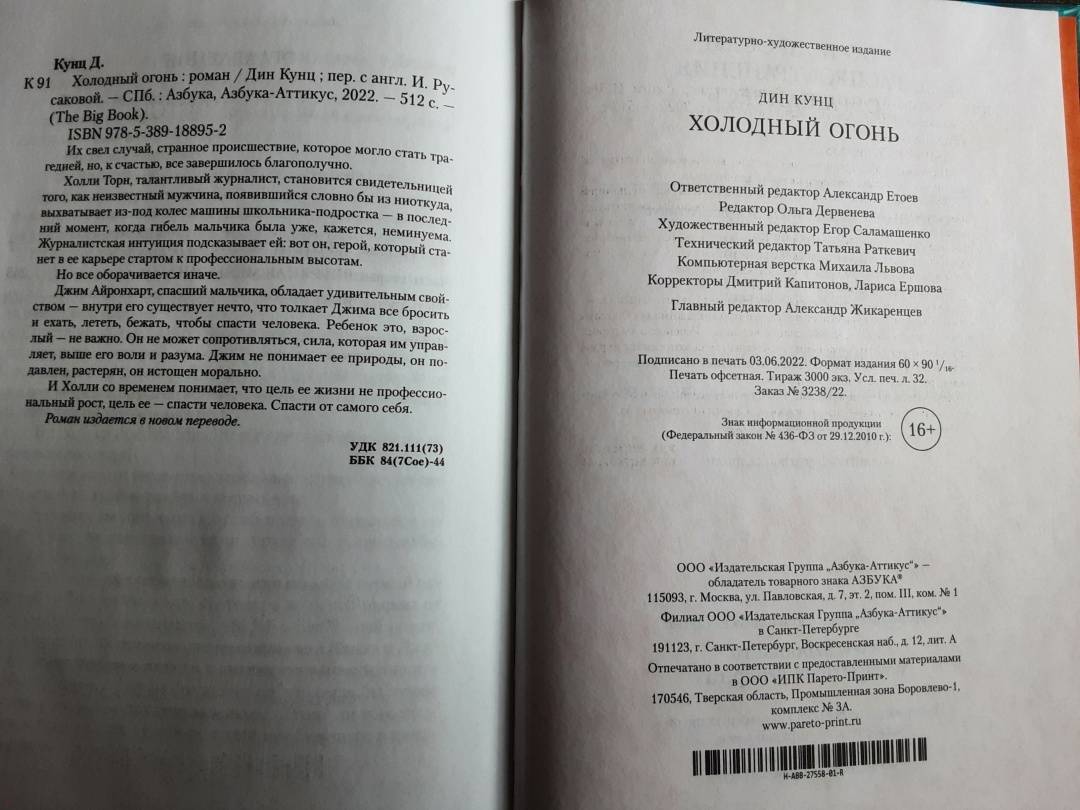 Кунц Д.
К 91 Холодный огонь : роман / Дин Кунц ; пер. с англ. И. Ру-
саковой. — СПб. : Азбука, Азбука-Аттикус, 2022. — 512 с. —
(The Big Book).
ISBN 978-5-389-18895-2
Их свел случай, странное происшествие, которое могло стать тра-
гедией, но, к счастью, все завершилось благополучно.
Холли Торн, талантливый журналист, становится свидетельницей
того, как неизвестный мужчина, появившийся словно бы из ниоткуда,
выхватывает из-под колес машины школьника-подростка — в послед-
ний момент, когда гибель мальчика была уже, кажется, неминуема.
Журналистская интуиция подсказывает ей: вот он, герой, который ста-
нет в ее карьере стартом к профессиональным высотам.
Но все оборачивается иначе.
Джим Айронхарт, спасший мальчика, обладает удивительным свой-
ством — внутри его существует нечто, что толкает Джима все бросить
и ехать, лететь, бежать, чтобы спасти человека. Ребенок это, взрос-
лый — не важно. Он не может сопротивляться, сила, которая им управ-
ляет, выше его воли и разума. Джим не понимает ее природы, он по-
давлен, растерян, он истощен морально.
И Холли со временем понимает, что цель ее жизни не профессио-
нальный рост, цель ее — спасти человека. Спасти от самого себя.
Роман издается в новом переводе.
УДК 821.111(73)
ББК 84(7Сое)-44
Литературно-художественное издание
ДИН КУНЦ
ХОЛОДНЫЙ ОГОНЬ
Ответственный редактор Александр Етоев
Редактор Ольга Дервенева
Художественный редактор Егор Саламашенко
Технический редактор Татьяна Раткевич
Компьютерная верстка Михаила Львова
Корректоры Дмитрий Капитонов, Лариса Ершова
Главный редактор Александр Жикаренцев
Подписано в печать 03.06.2022. Формат издания 60 × 90 1/16.
Печать офсетная. Тираж 3000 экз. Усл. печ. л. 32.
Заказ № 3238/22.
Знак информационной продукции
(Федеральный закон № 436-ФЗ от 29.12.2010 г.):
16+
ООО «Издательская Группа „Азбука-Аттикус“» —
обладатель товарного знака АЗБУКА®
115093, г. Москва, ул. Павловская, д. 7, эт. 2, пом. III, ком. № 1
Филиал ООО «Издательская Группа „Азбука-Аттикус“»
в Санкт-Петербурге
191123, г. Санкт-Петербург, Воскресенская наб., д. 12, лит. А
Отпечатано в соответствии с предоставленными материалами
в ООО «ИПК Парето-Принт».
170546, Тверская область, Промышленная зона Боровлево-1,
комплекс № 3А.
www.pareto-print.ru
H-ABB-27558-01-R